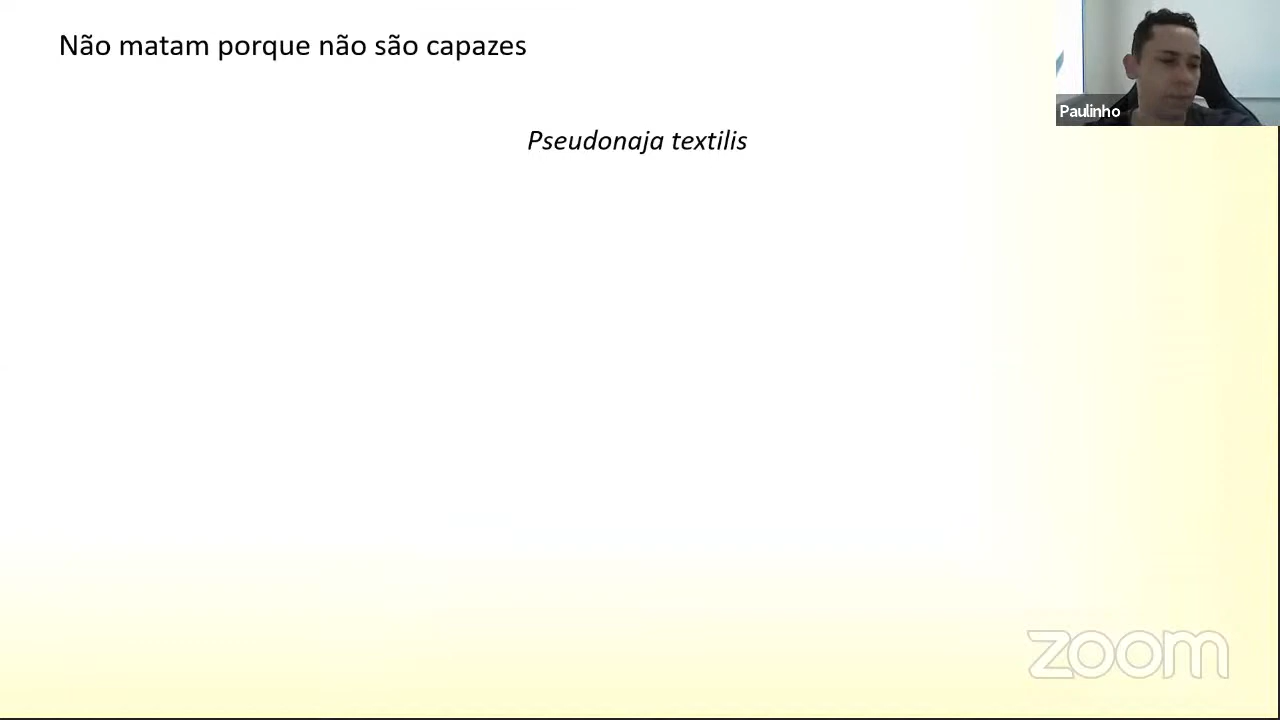 Não matam porque não são capazes
Paulinho
Pseudonaja textilis
zoom